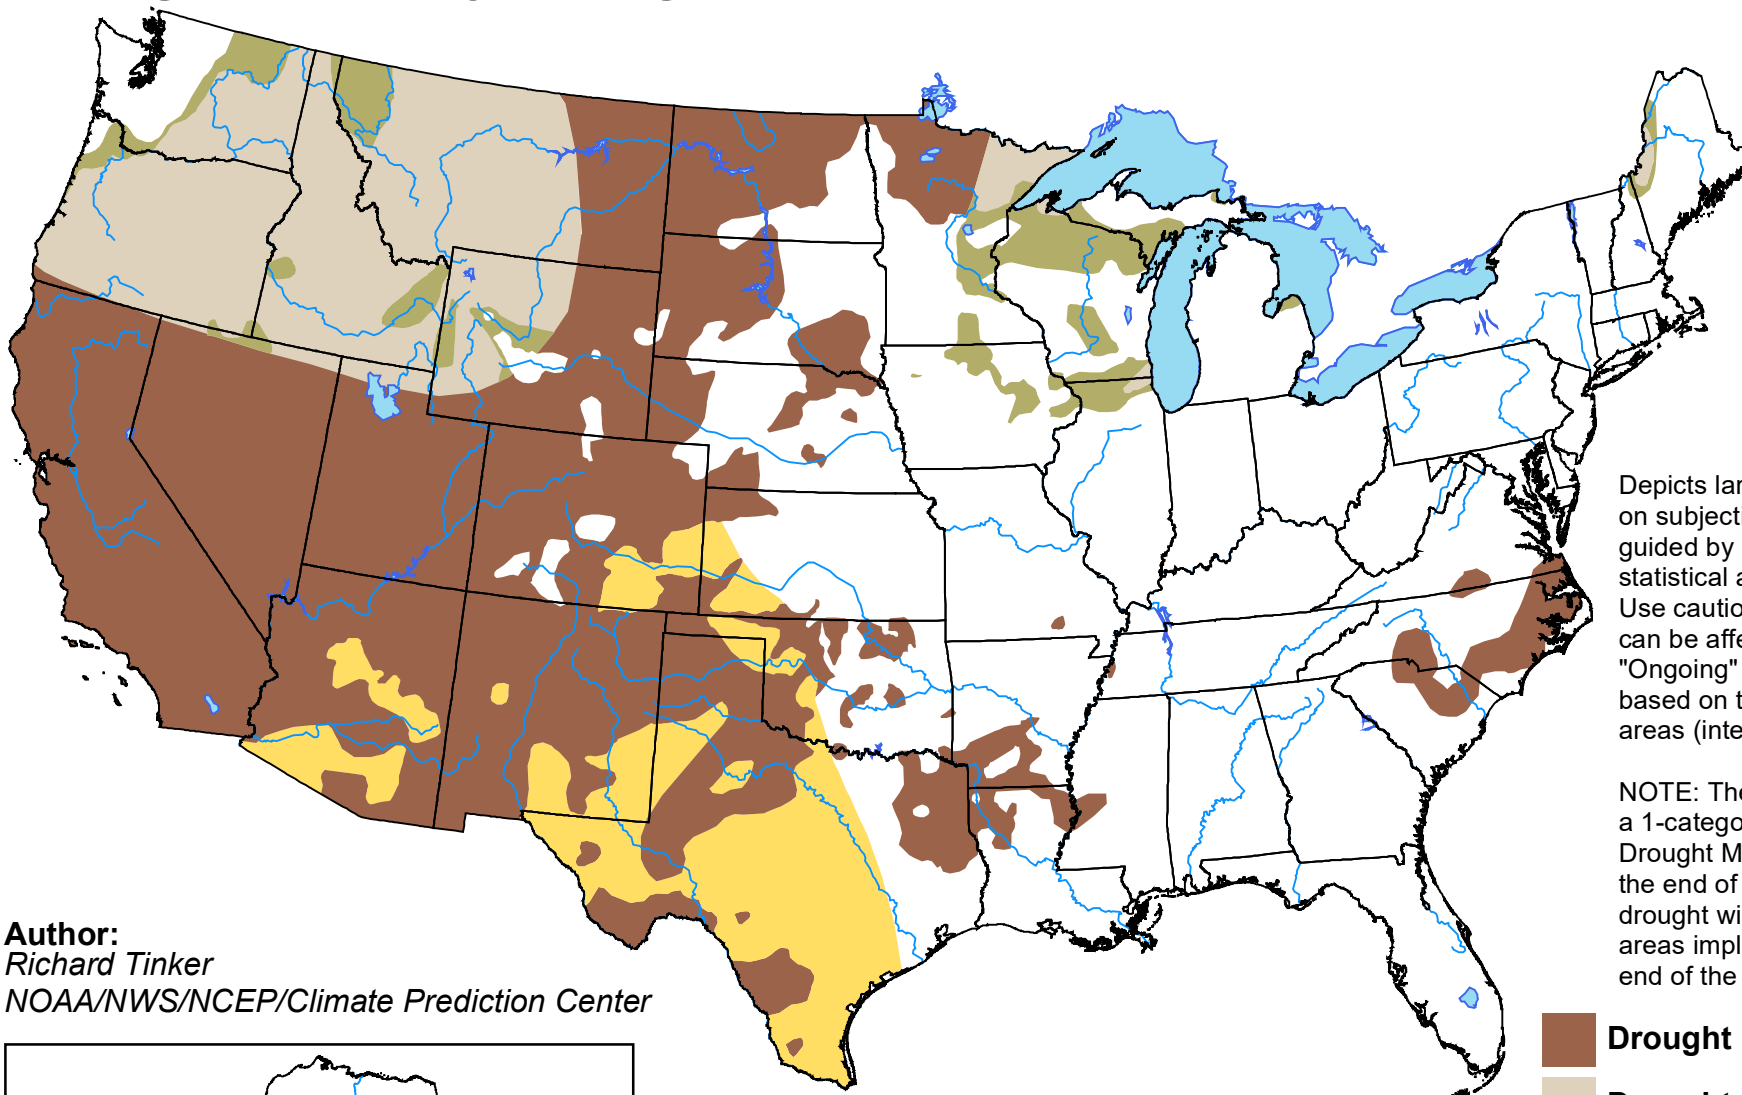 Depicts lar
on subjecti
guided by
statistical a
Use cautio
can be affe
"Ongoing"
based on t
areas (inte
NOTE: The
a 1-catego
Drought M
the end of
drought wi
areas impl
end of the
Author:
Richard Tinker
NOAA/NWS/NCEP/Climate Prediction Center
Drought